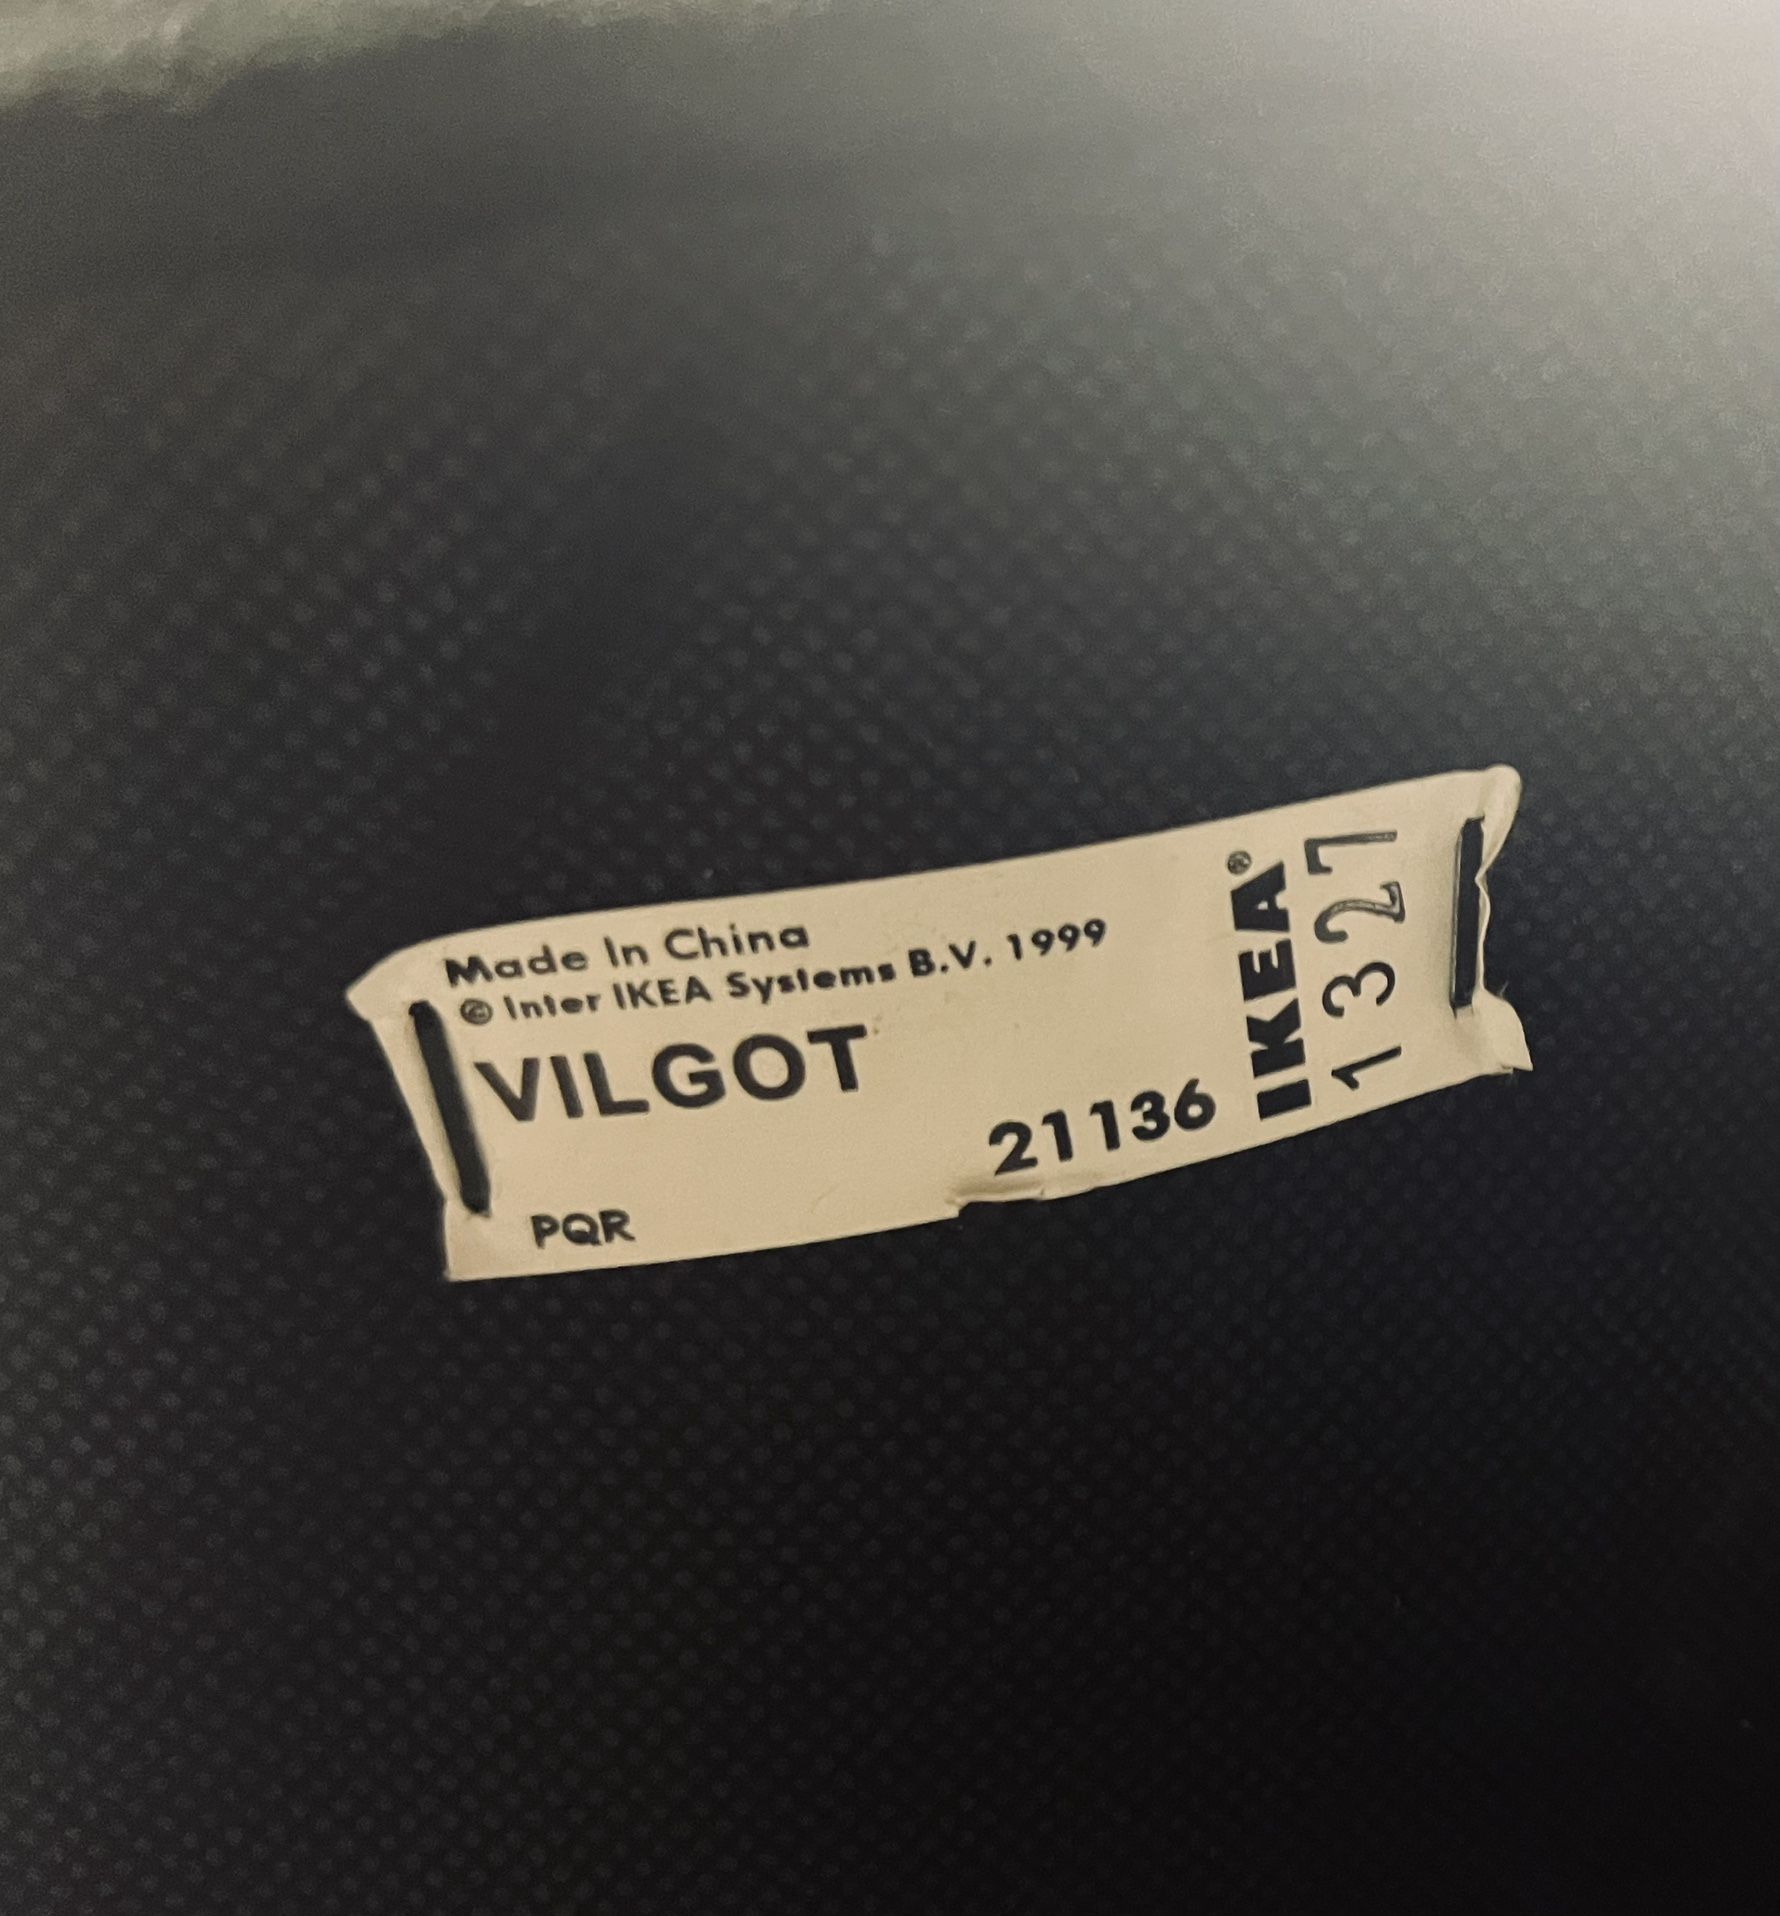 Made In China
© Inter IKEA Systems B.V. 1999
VILGOT
21136
PQR
IKEA®
1327